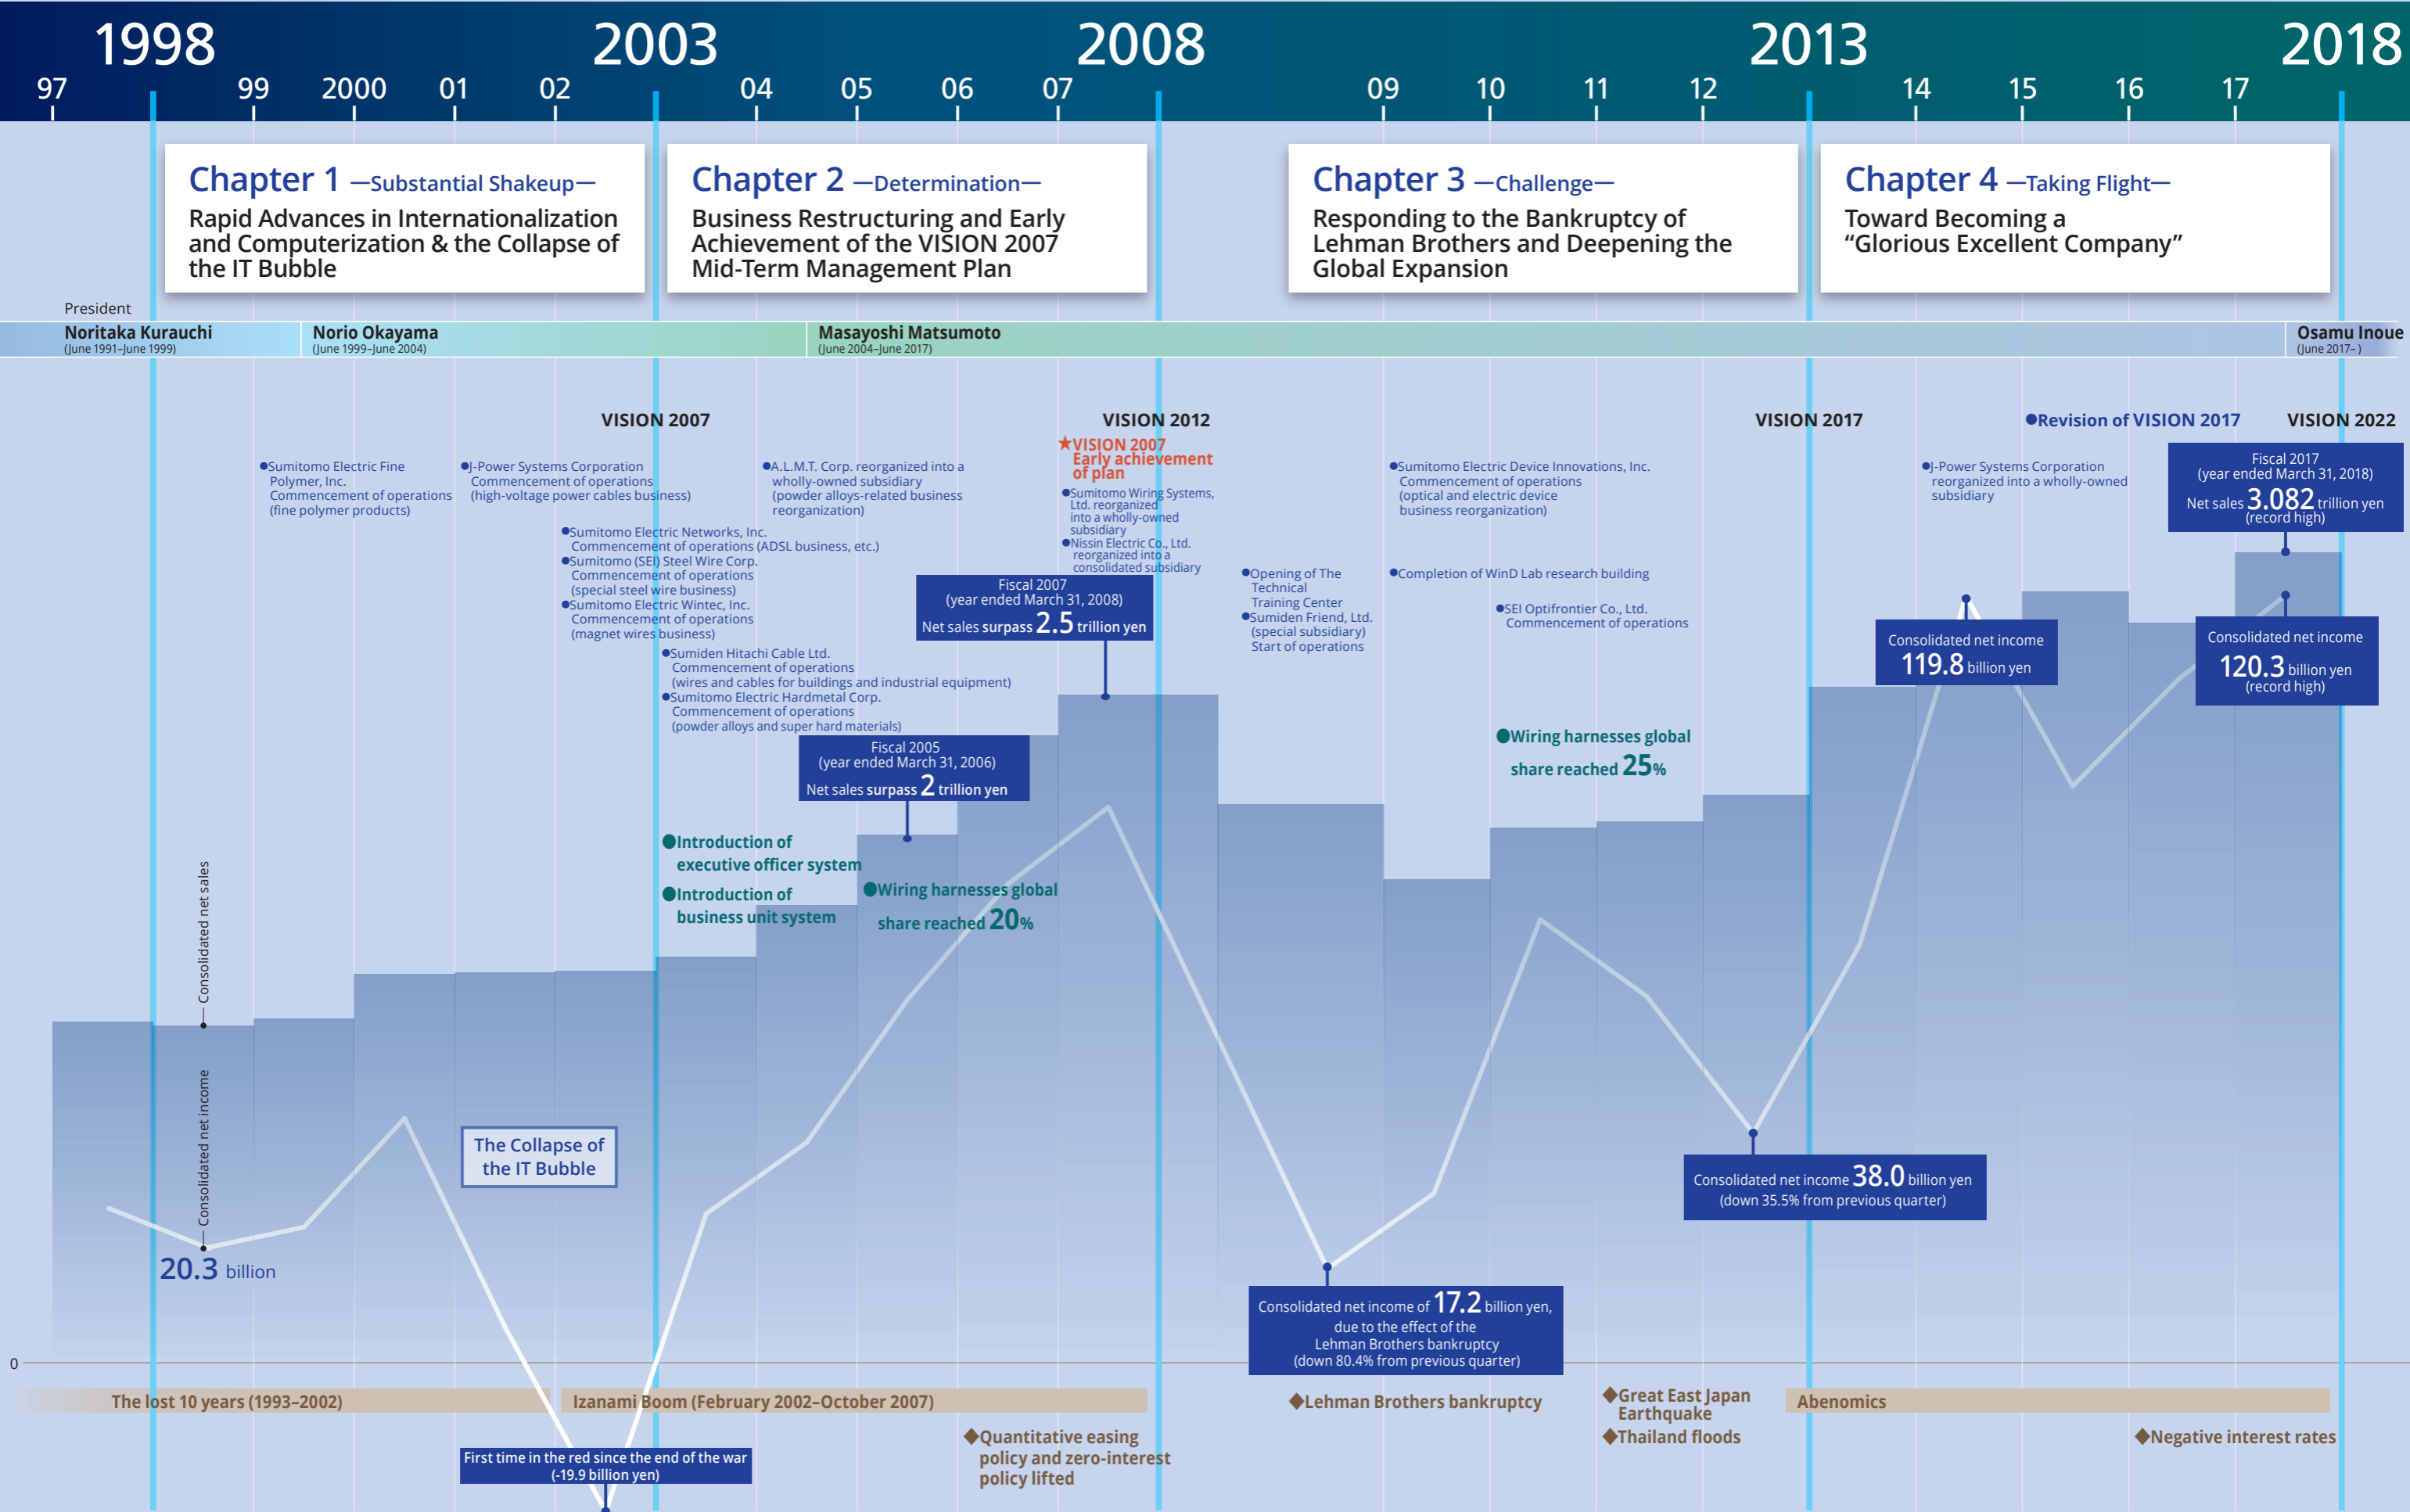 1998
2003
2008
2013
2018
97
99
2000
01
02
04
05
06
07
09
10
11
12
14
15
16
17
Chapter 1 —Substantial Shakeup—
Rapid Advances in Internationalization
and Computerization & the Collapse of
the IT Bubble
Chapter 2 —Determination—
Business Restructuring and Early
Achievement of the VISION 2007
Mid-Term Management Plan
Chapter 3 —Challenge—
Responding to the Bankruptcy of
Lehman Brothers and Deepening the
Global Expansion
Chapter 4 —Taking Flight—
Toward Becoming a
“Glorious Excellent Company”
President
Noritaka Kurauchi
(June 1991–June 1999)
Norio Okayama
(June 1999–June 2004)
Masayoshi Matsumoto
(June 2004–June 2017)
Osamu Inoue
(June 2017– )
VISION 2007
VISION 2012
VISION 2017
●Revision of VISION 2017
VISION 2022
★VISION 2007
Early achievement
of plan
●Sumitomo Electric Fine
Polymer, Inc.
Commencement of operations
(fine polymer products)
●J-Power Systems Corporation
Commencement of operations
(high-voltage power cables business)
●Sumitomo Electric Networks, Inc.
Commencement of operations (ADSL business, etc.)
●Sumitomo (SEI) Steel Wire Corp.
Commencement of operations
(special steel wire business)
●Sumitomo Electric Wintec, Inc.
Commencement of operations
(magnet wires business)
●Sumiden Hitachi Cable Ltd.
Commencement of operations
(wires and cables for buildings and industrial equipment)
●Sumitomo Electric Hardmetal Corp.
Commencement of operations
(powder alloys and super hard materials)
●A.L.M.T. Corp. reorganized into a
wholly-owned subsidiary
(powder alloys-related business
reorganization)
●Sumitomo Wiring Systems,
Ltd. reorganized
into a wholly-owned
subsidiary
●Nissin Electric Co., Ltd.
reorganized into a
consolidated subsidiary
Fiscal 2007
(year ended March 31, 2008)
Net sales surpass 2.5 trillion yen
Fiscal 2005
(year ended March 31, 2006)
Net sales surpass 2 trillion yen
●Introduction of
executive officer system
●Introduction of
business unit system
●Wiring harnesses global
share reached 20%
●Opening of The
Technical
Training Center
●Sumiden Friend, Ltd.
(special subsidiary)
Start of operations
●Sumitomo Electric Device Innovations, Inc.
Commencement of operations
(optical and electric device
business reorganization)
●Completion of WinD Lab research building
●SEI Optifrontier Co., Ltd.
Commencement of operations
●Wiring harnesses global
share reached 25%
●J-Power Systems Corporation
reorganized into a wholly-owned
subsidiary
Fiscal 2017
(year ended March 31, 2018)
Net sales 3.082 trillion yen
(record high)
Consolidated net income
119.8 billion yen
Consolidated net income
120.3 billion yen
(record high)
Consolidated net sales
Consolidated net income
20.3 billion
The Collapse of
the IT Bubble
Consolidated net income 38.0 billion yen
(down 35.5% from previous quarter)
Consolidated net income of 17.2 billion yen,
due to the effect of the
Lehman Brothers bankruptcy
(down 80.4% from previous quarter)
0
The lost 10 years (1993–2002)
Izanami Boom (February 2002–October 2007)
◆Lehman Brothers bankruptcy
◆Great East Japan
Earthquake
◆Thailand floods
Abenomics
◆Quantitative easing
policy and zero-interest
policy lifted
◆Negative interest rates
First time in the red since the end of the war
(-19.9 billion yen)